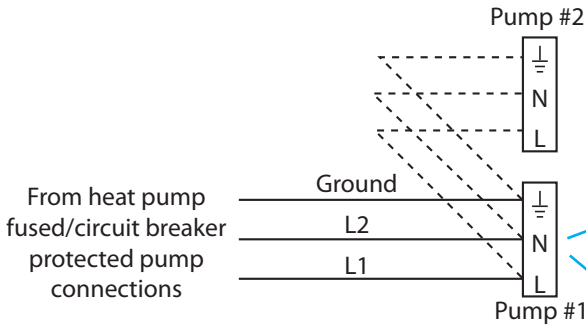 Pump #2
N
L
Ground
L2
L1
From heat pump
fused/circuit breaker
protected pump
connections
N
L
Pump #1